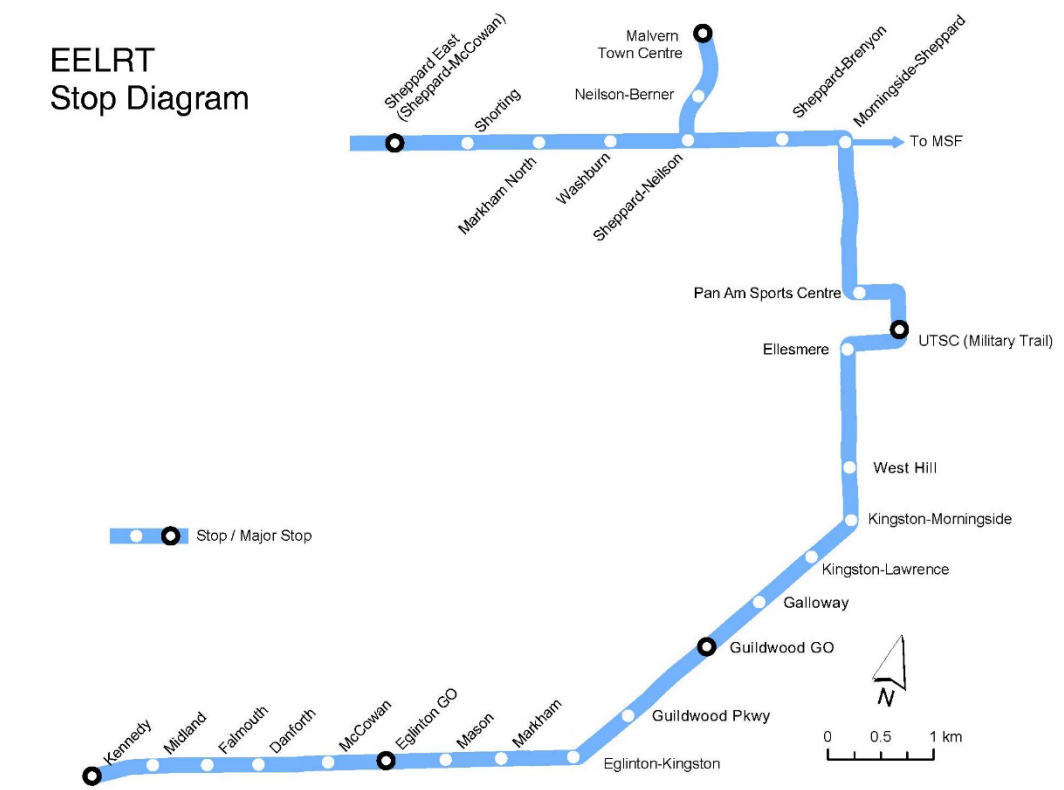 EELRT
Stop Diagram
Sheppard East
(Sheppard-McCowan)
Shorting
Markham North
Washburn
Sheppard-Neilson
Malvern
Town Centre
Neilson-Berner
Sheppard-Brenyon
Morningside-Sheppard
To MSF
Pan Am Sports Centre
UTSC (Military Trail)
Ellesmere
West Hill
Kingston-Morningside
Stop / Major Stop
Kingston-Lawrence
Galloway
Guildwood GO
Guildwood Pkwy
Eglinton-Kingston
Kennedy
Midland
Falmouth
Danforth
McCowan
Eglinton GO
Mason
Markham
N
0 0.5 1 km